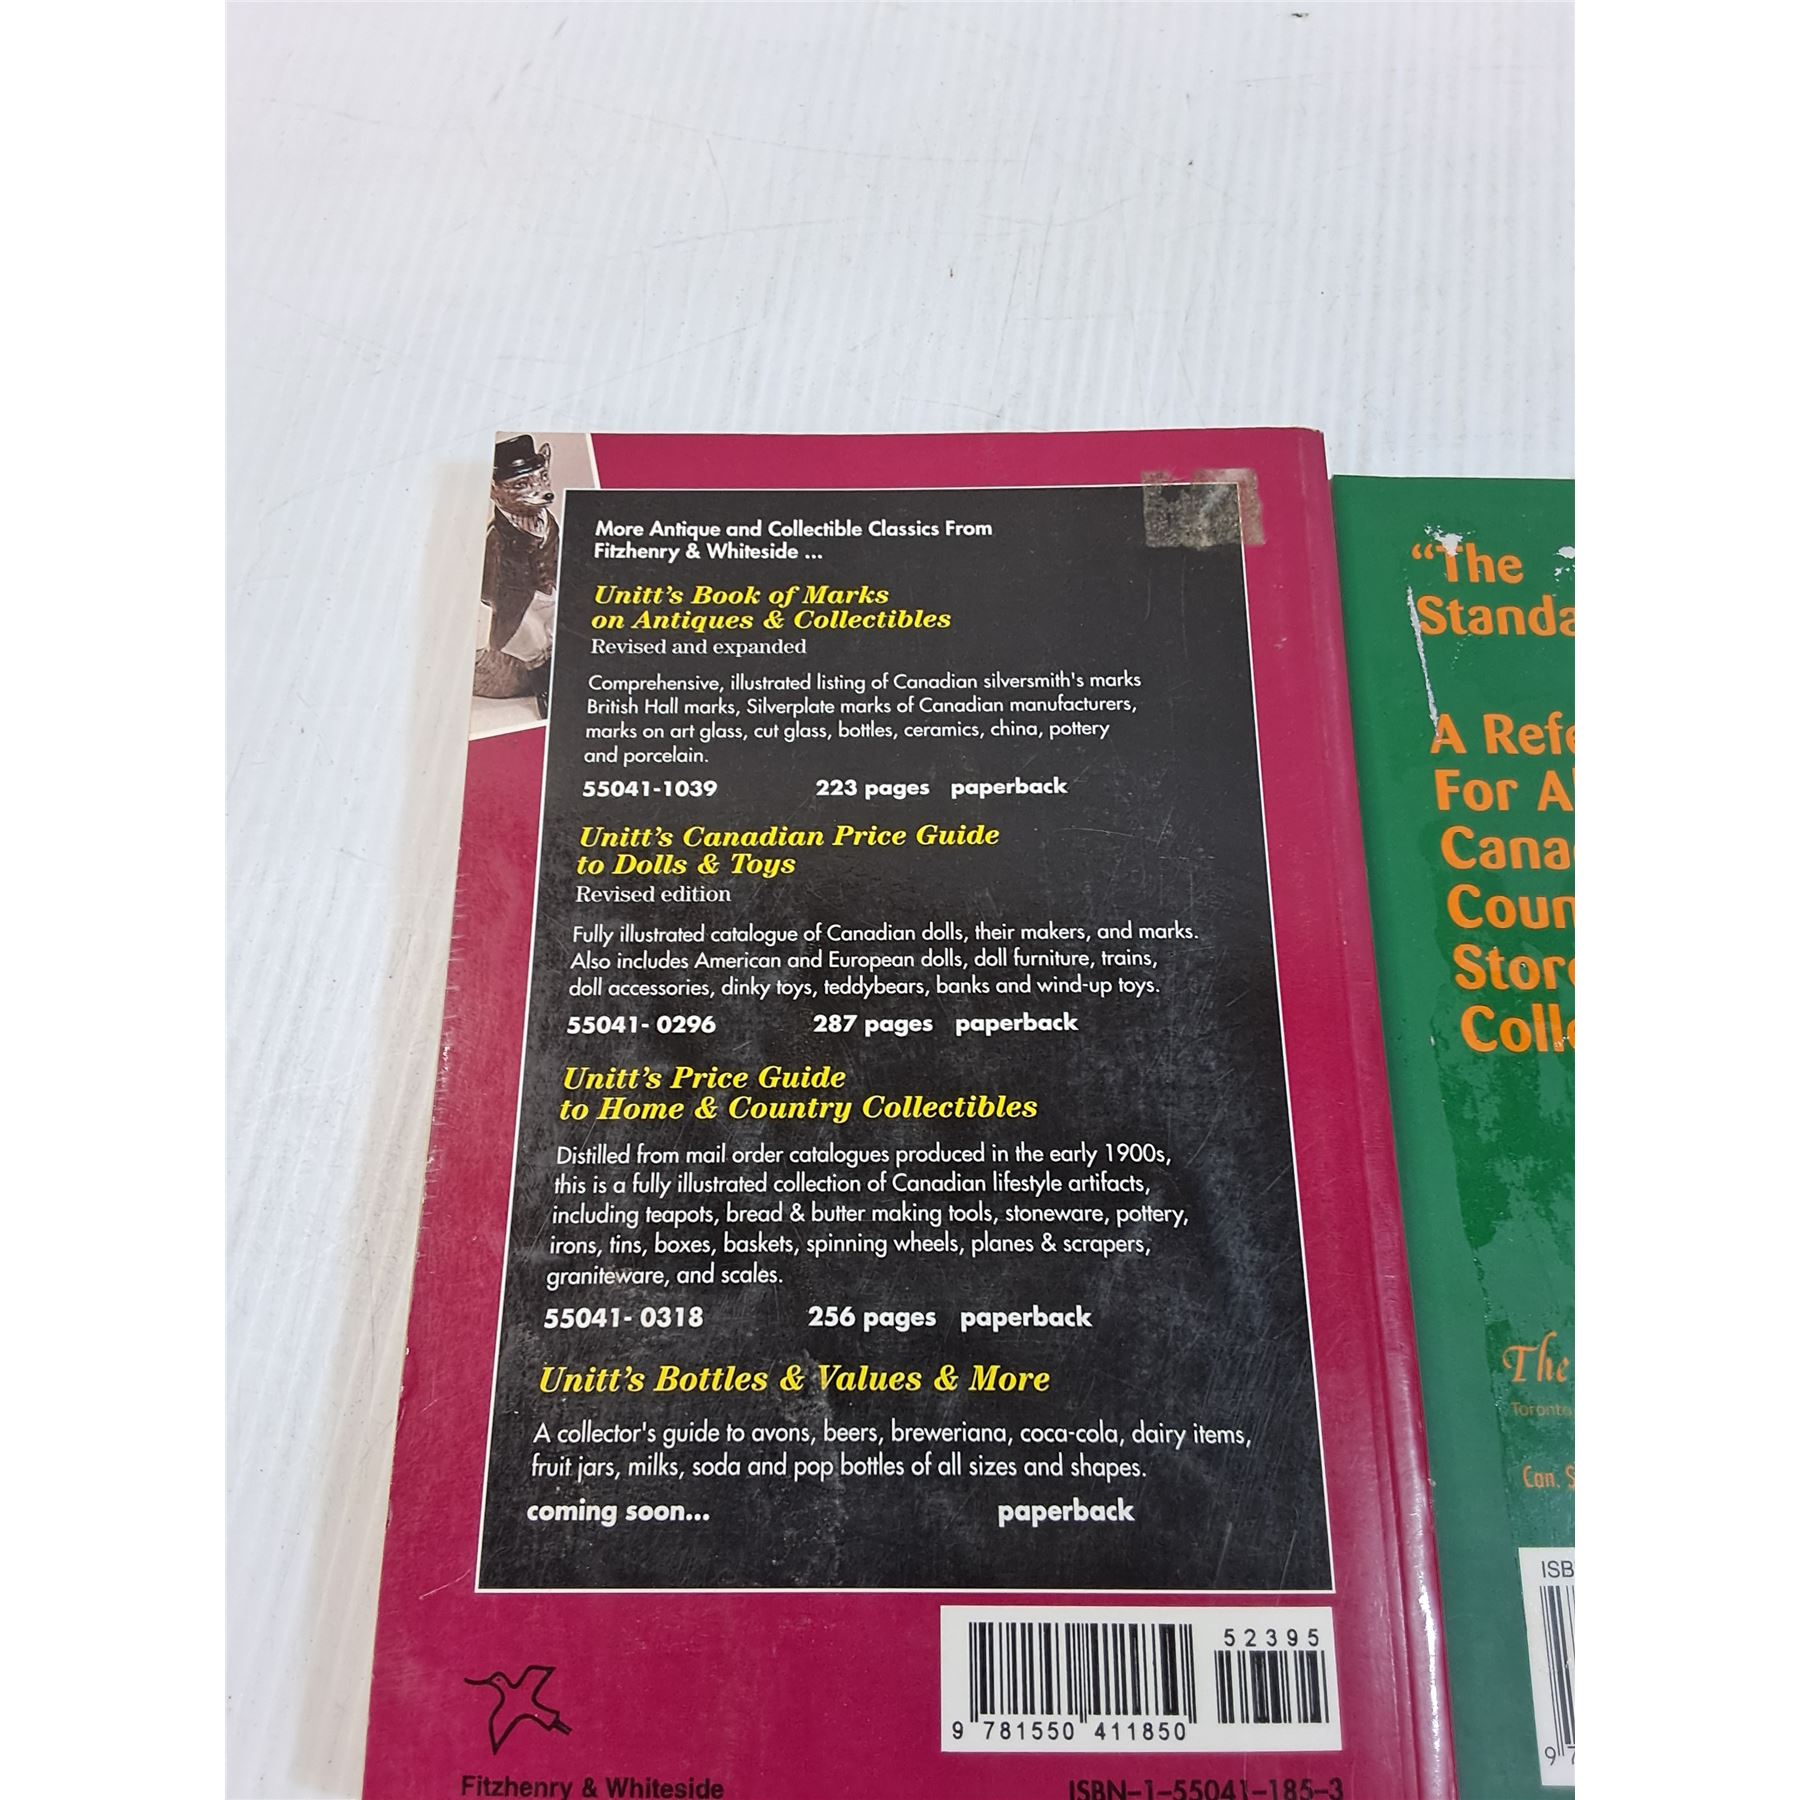 More Antique and Collectible Classics From
Fitzhenry & Whiteside ...
Unitt's Book of Marks
on Antiques & Collectibles
Revised and expanded
Comprehensive, illustrated listing of Canadian silversmith's marks
British Hall marks, Silverplate marks of Canadian manufacturers,
marks on art glass, cut glass, bottles, ceramics, china, pottery
and porcelain.
55041-1039 223 pages paperback
Unitt's Canadian Price Guide
to Dolls & Toys
Revised edition
Fully illustrated catalogue of Canadian dolls, their makers, and marks.
Also includes American and European dolls, doll furniture, trains,
doll accessories, dinky toys, teddybears, banks and wind-up toys.
55041- 0296 287 pages paperback
Unitt's Price Guide
to Home & Country Collectibles
Distilled from mail order catalogues produced in the early 1900s,
this is a fully illustrated collection of Canadian lifestyle artifacts,
including teapots, bread & butter making tools, stoneware, pottery,
irons, tins, boxes, baskets, spinning wheels, planes & scrapers,
graniteware, and scales.
55041- 0318 256 pages paperback
Unitt's Bottles & Values & More
A collector's guide to avons, beers, breweriana, coca-cola, dairy items,
fruit jars, milks, soda and pop bottles of all sizes and shapes.
coming soon... paperback
52395
9 781550 411850
Fitzhenry & Whiteside
ISBN-1-55041-185-3
"The
Standa
A Refe
For Al
Cana
Coun
Store
Colle
The
Toronto
Can. S
ISB
9 7